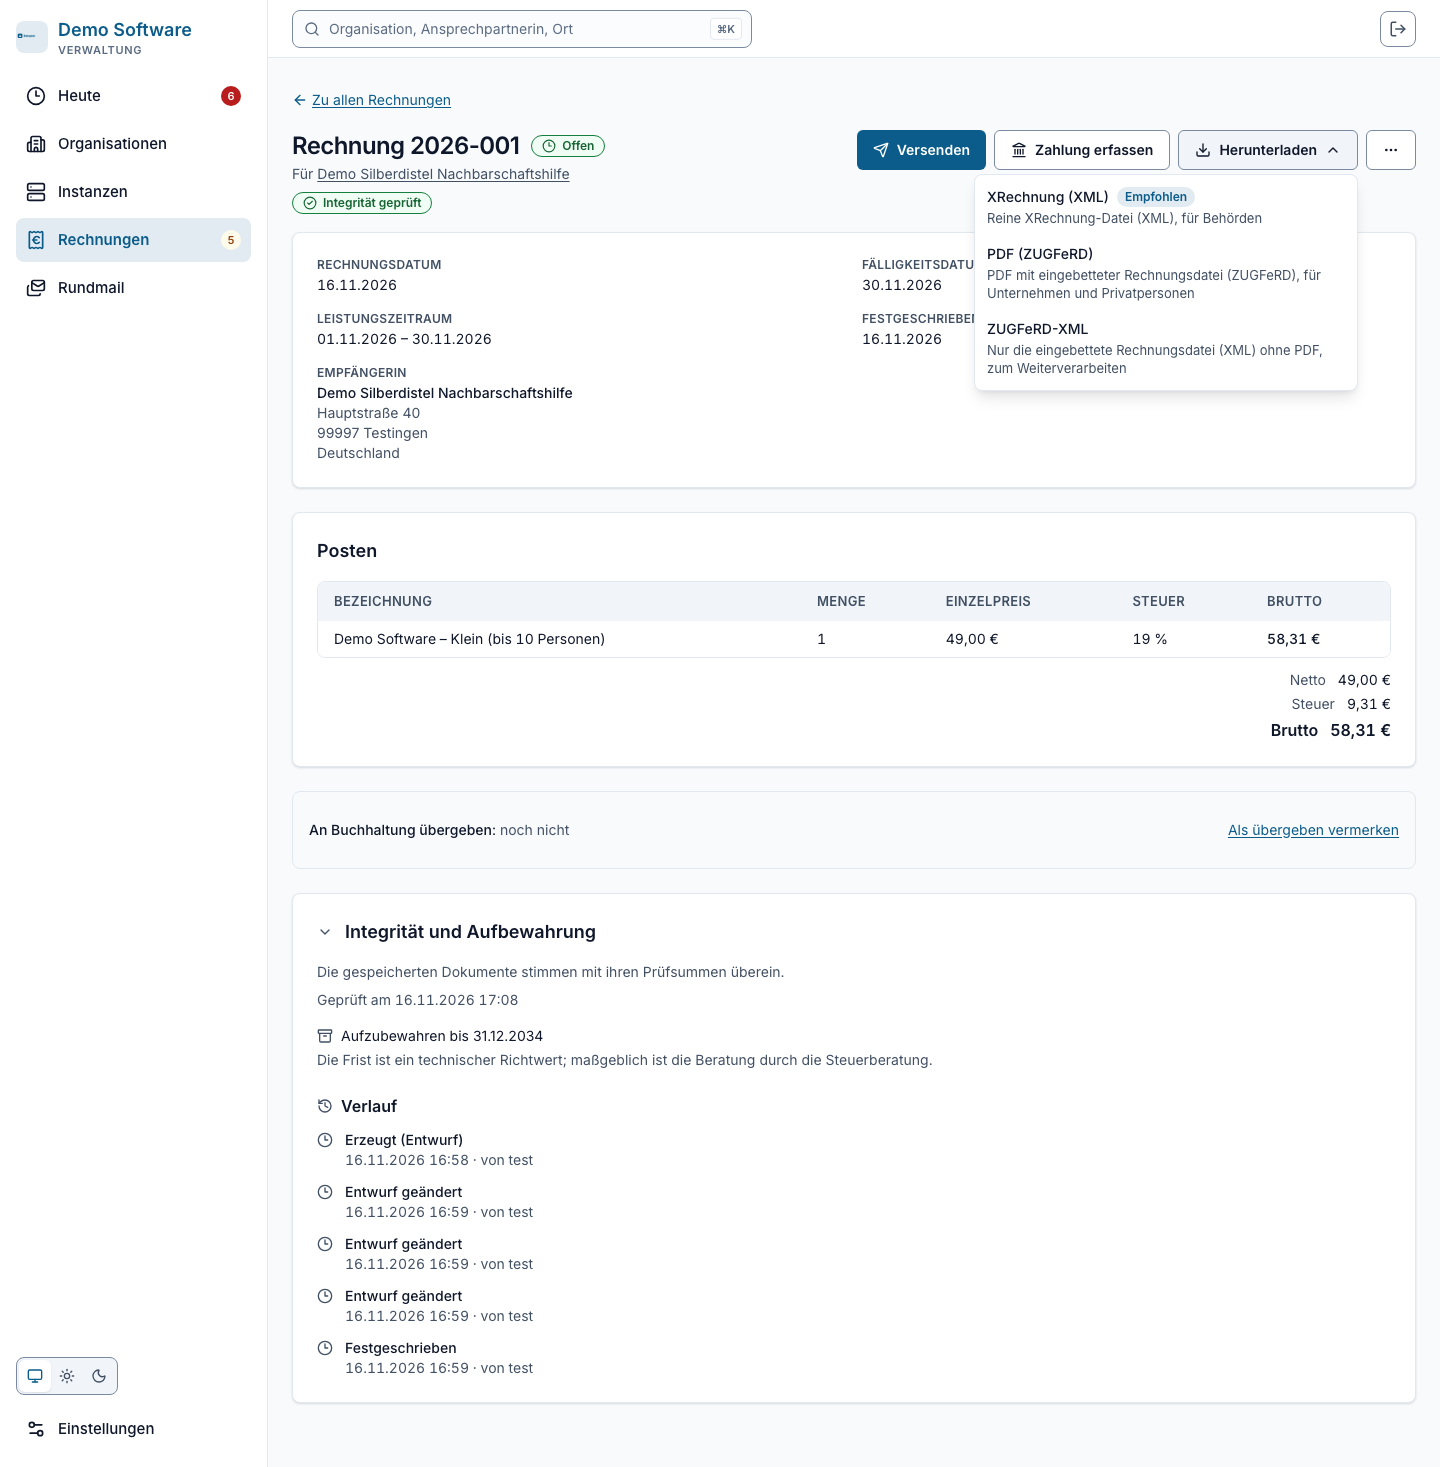 Demo Software
VERWALTUNG
Organisation, Ansprechpartnerin, Ort
⌘K
Heute
6
Organisationen
Instanzen
Rechnungen
5
Rundmail
Einstellungen
Zu allen Rechnungen
Rechnung 2026-001
Offen
Für Demo Silberdistel Nachbarschaftshilfe
Integrität geprüft
Versenden
Zahlung erfassen
Herunterladen
XRechnung (XML) Empfohlen
Reine XRechnung-Datei (XML), für Behörden
PDF (ZUGFeRD)
PDF mit eingebetteter Rechnungsdatei (ZUGFeRD), für
Unternehmen und Privatpersonen
ZUGFeRD-XML
Nur die eingebettete Rechnungsdatei (XML) ohne PDF,
zum Weiterverarbeiten
RECHNUNGSDATUM
16.11.2026
FÄLLIGKEITSDATU
30.11.2026
LEISTUNGSZEITRAUM
01.11.2026 – 30.11.2026
FESTGESCHRIEBEN
16.11.2026
EMPFÄNGERIN
Demo Silberdistel Nachbarschaftshilfe
Hauptstraße 40
99997 Testingen
Deutschland
Posten
BEZEICHNUNG MENGE EINZELPREIS STEUER BRUTTO
Demo Software – Klein (bis 10 Personen) 1 49,00 € 19 % 58,31 €
Netto 49,00 €
Steuer 9,31 €
Brutto 58,31 €
An Buchhaltung übergeben: noch nicht
Als übergeben vermerken
Integrität und Aufbewahrung
Die gespeicherten Dokumente stimmen mit ihren Prüfsummen überein.
Geprüft am 16.11.2026 17:08
Aufzubewahren bis 31.12.2034
Die Frist ist ein technischer Richtwert; maßgeblich ist die Beratung durch die Steuerberatung.
Verlauf
Erzeugt (Entwurf)
16.11.2026 16:58 · von test
Entwurf geändert
16.11.2026 16:59 · von test
Entwurf geändert
16.11.2026 16:59 · von test
Entwurf geändert
16.11.2026 16:59 · von test
Festgeschrieben
16.11.2026 16:59 · von test